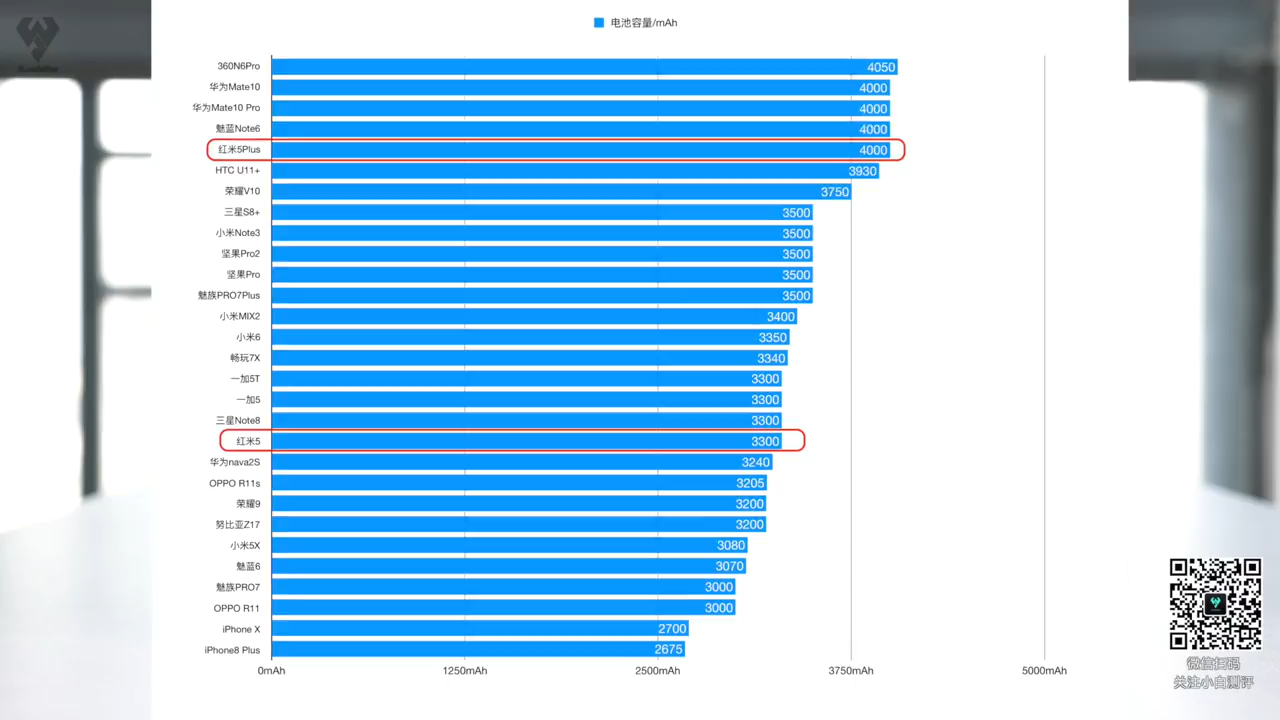 电池容量/mAh
360N6Pro 4050
华为Mate10 4000
华为Mate10 Pro 4000
魅蓝Note6 4000
红米5Plus 4000
HTC U11+ 3930
荣耀V10 3750
三星S8+ 3500
小米Note3 3500
坚果Pro2 3500
坚果Pro 3500
魅族PRO7Plus 3500
小米MIX2 3400
小米6 3350
畅玩7X 3340
一加5T 3300
一加5 3300
三星Note8 3300
红米5 3300
华为nava2S 3240
OPPO R11s 3205
荣耀9 3200
努比亚Z17 3200
小米5X 3080
魅蓝6 3070
魅族PRO7 3000
OPPO R11 3000
iPhone X 2700
iPhone8 Plus 2675
0mAh 1250mAh 2500mAh 3750mAh 5000mAh
微信扫码
关注小白测评